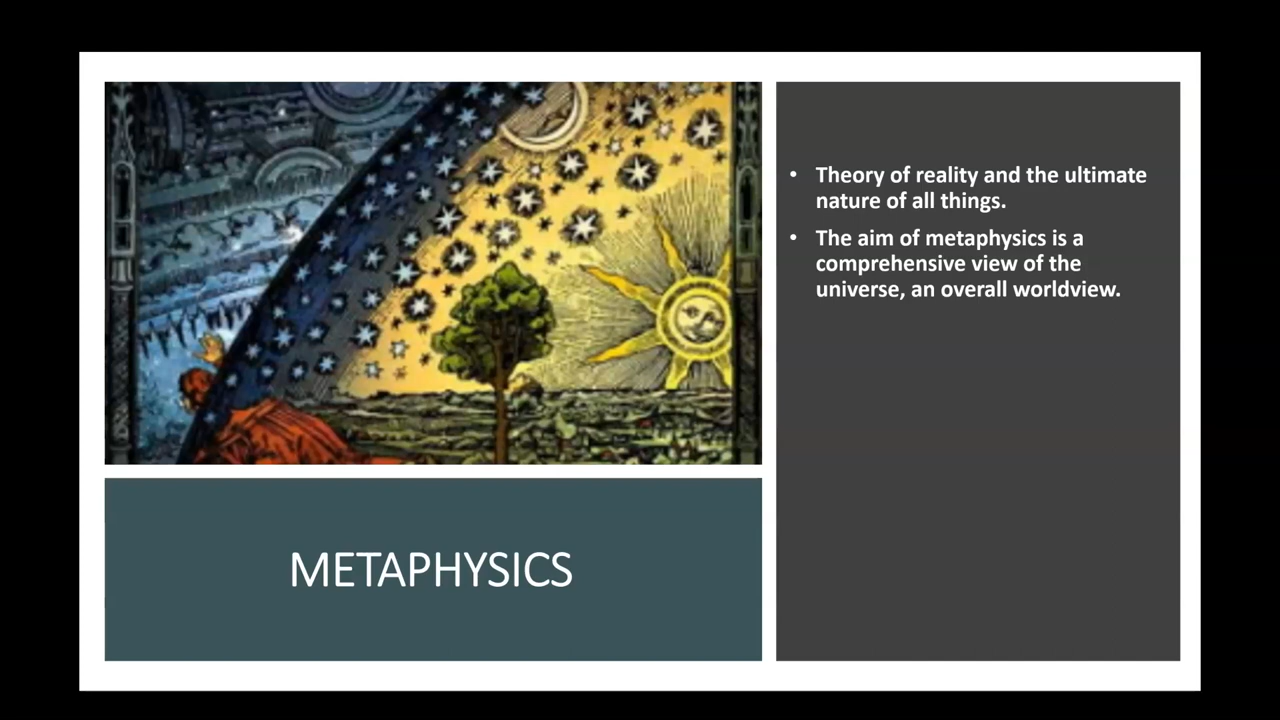 • Theory of reality and the ultimate
nature of all things.
• The aim of metaphysics is a
comprehensive view of the
universe, an overall worldview.
METAPHYSICS